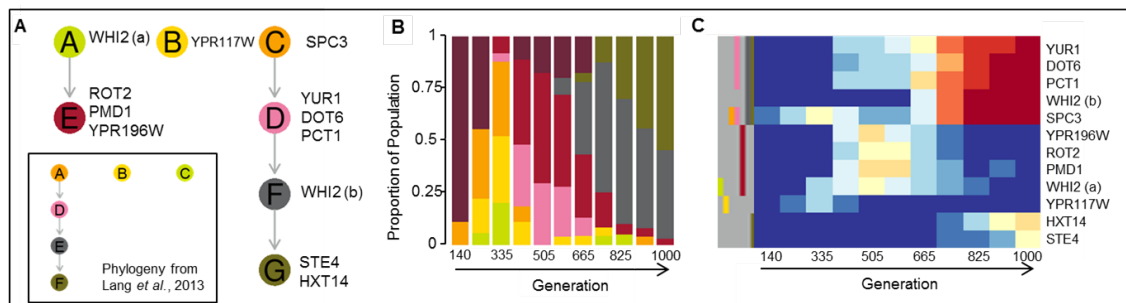 A
A WHI2 (a)
B YPR117W
C SPC3
E ROT2
PMD1
YPR196W
D YUR1
DOT6
PCT1
F WHI2 (b)
G STE4
HXT14
A B C
D
E
F
Phylogeny from
Lang et al., 2013
B
Proportion of Population
1
0.75
0.5
0.25
0
140 335 505 665 825 1000
Generation
C
YUR1
DOT6
PCT1
WHI2 (b)
SPC3
YPR196W
ROT2
PMD1
WHI2 (a)
YPR117W
HXT14
STE4
140 335 505 665 825 1000
Generation